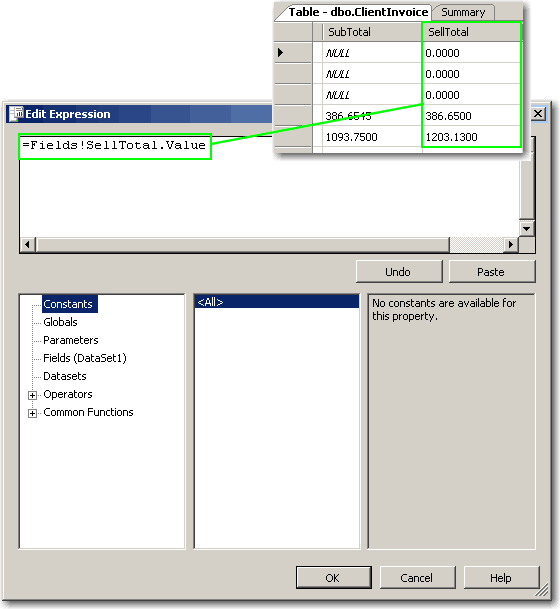 Table - dbo.ClientInvoice Summary
SubTotal SellTotal
NULL 0.0000
NULL 0.0000
NULL 0.0000
386.6545 386.6500
1093.7500 1203.1300
Edit Expression
=Fields!SellTotal.Value
Undo Paste
Constants
Globals
Parameters
Fields (DataSet1)
Datasets
Operators
Common Functions
<All>
No constants are available for
this property.
OK Cancel Help